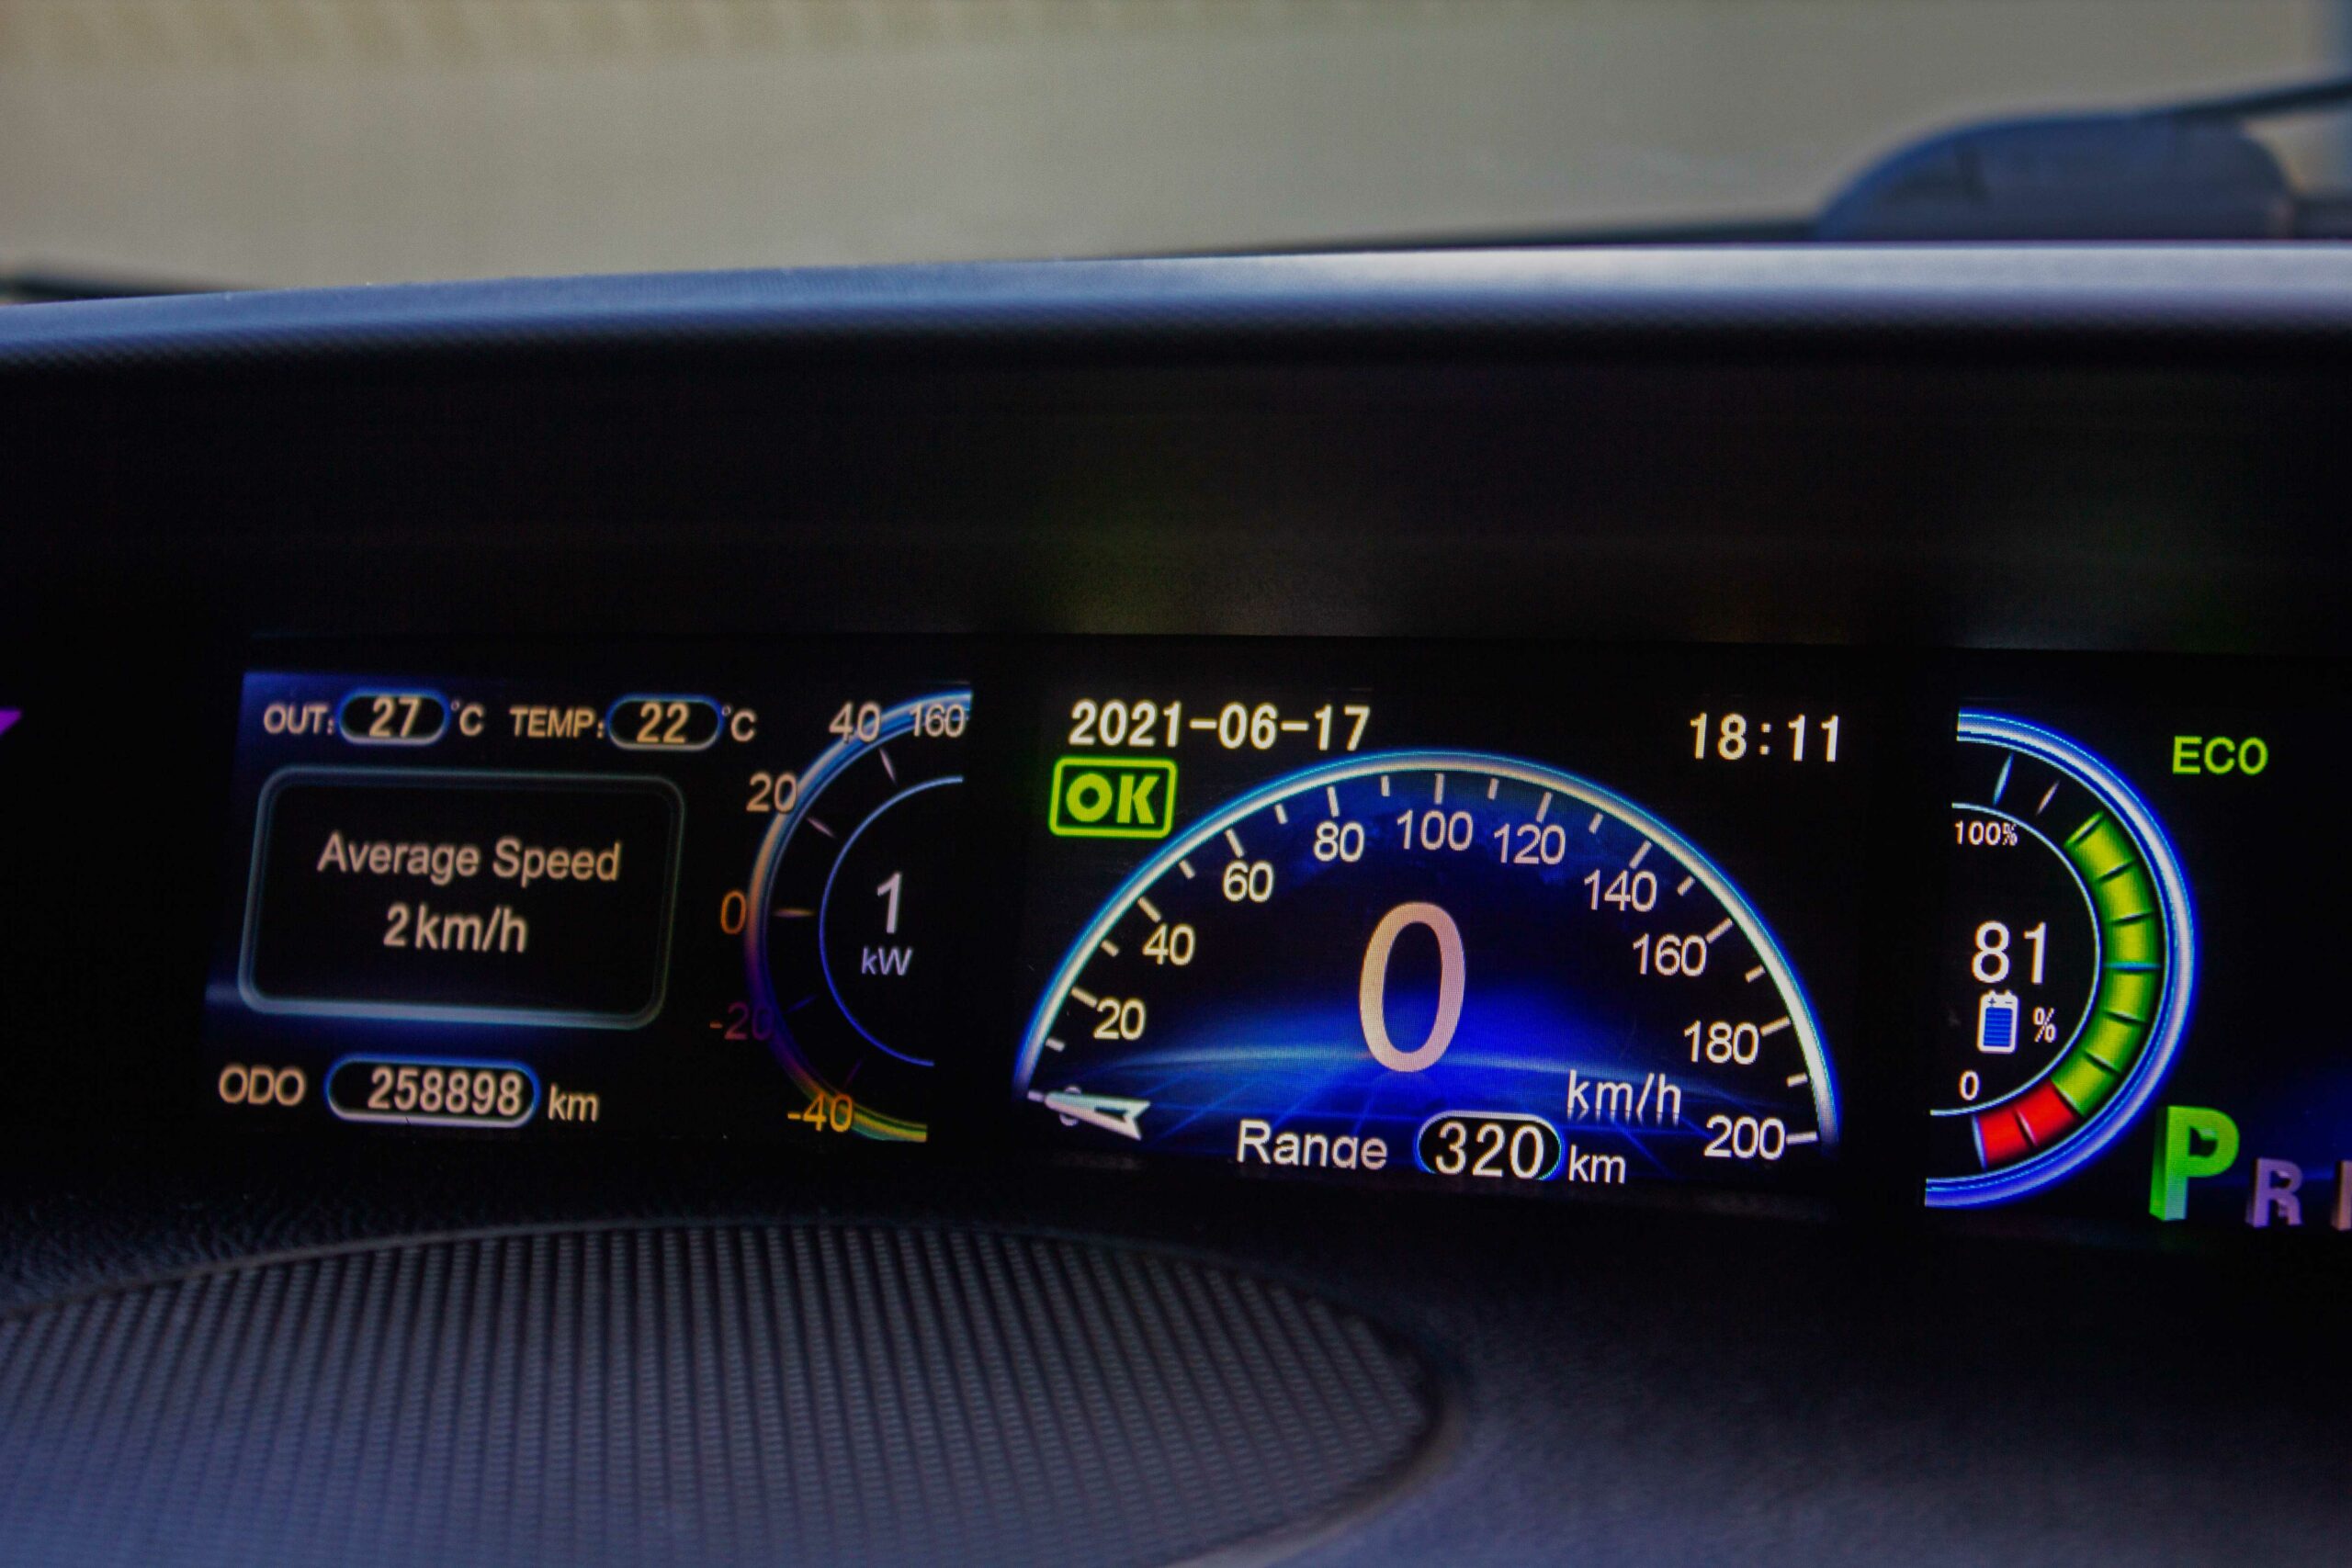 OUT: 27 °C TEMP: 22 °C
Average Speed
2km/h
ODO 258898 km
40 160
20
0
-20
-40
1
kW
2021-06-17 18:11
OK
20 40 60 80 100 120 140 160 180 200
0
km/h
Range 320 km
ECO
100%
81
%
0
P R